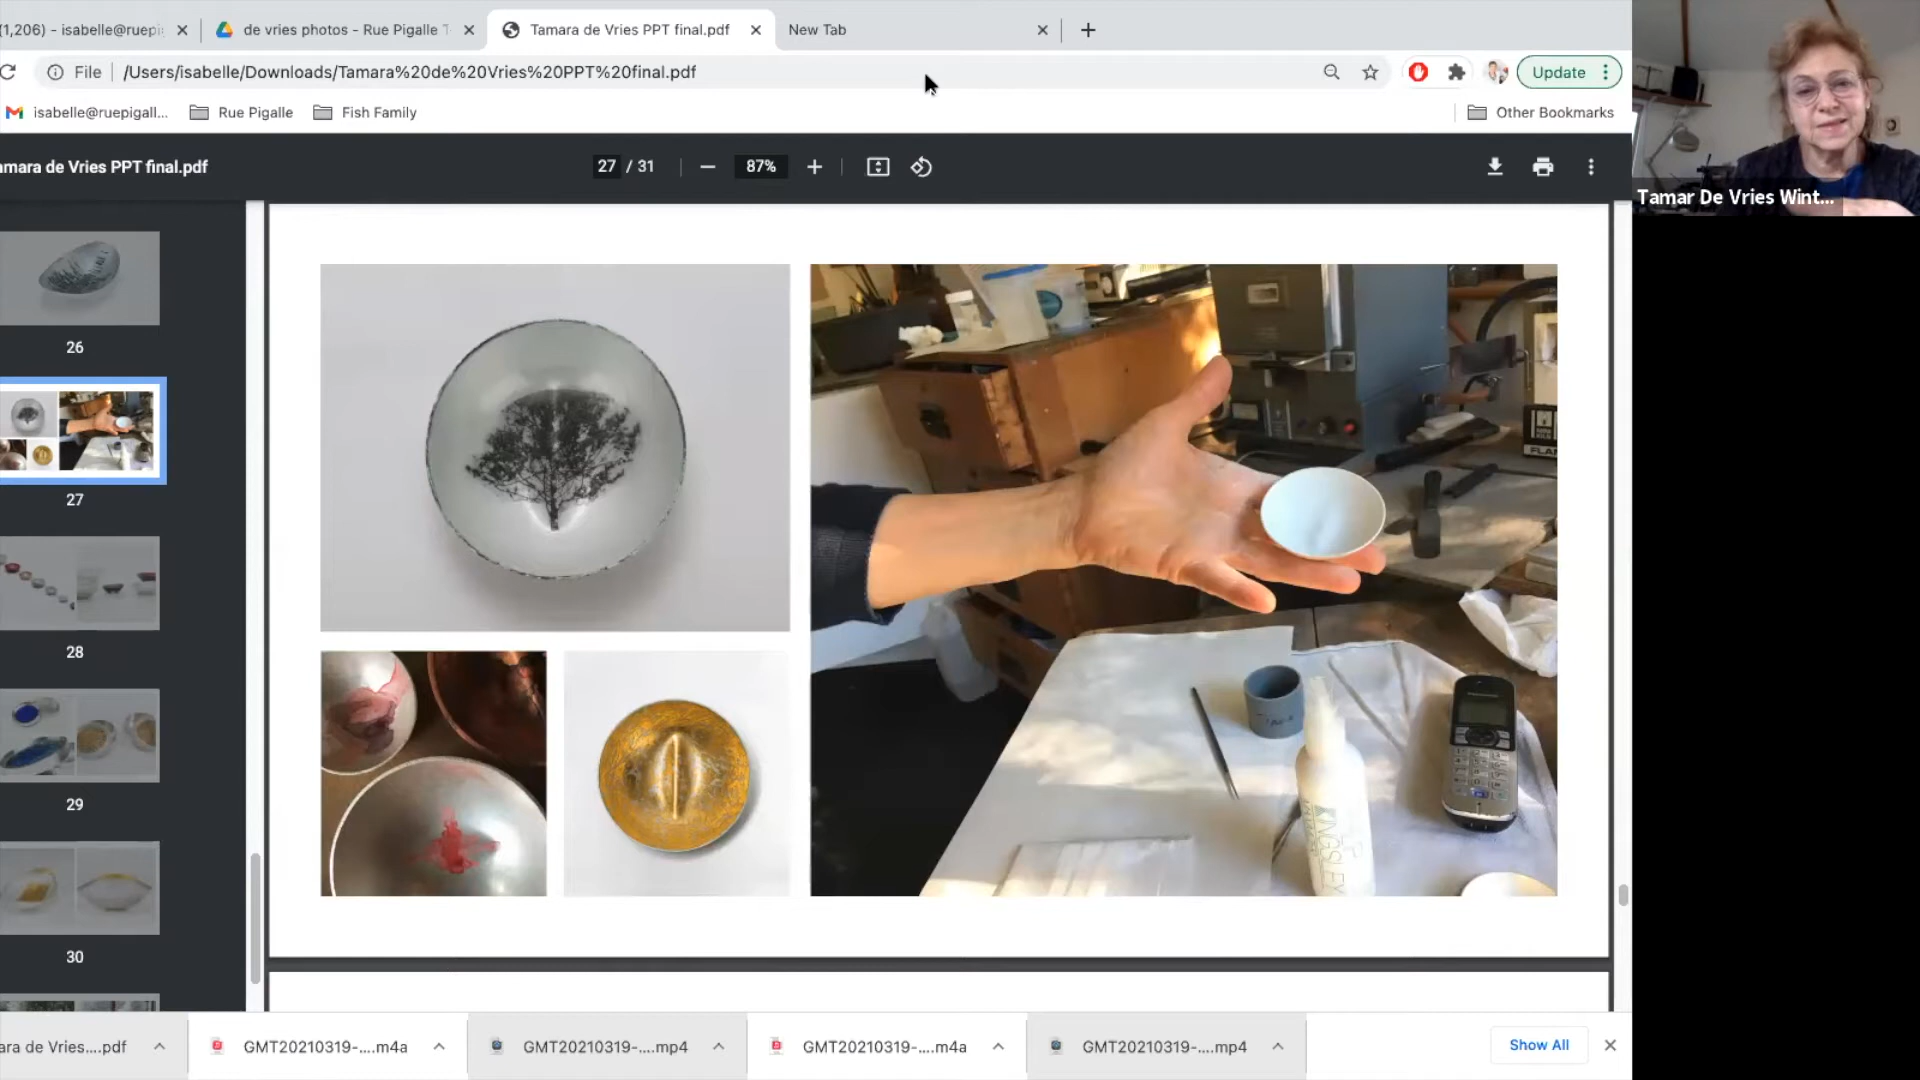 (1,206) - isabelle@ruepi
de vries photos - Rue Pigalle T
Tamara de Vries PPT final.pdf
New Tab
File
/Users/isabelle/Downloads/Tamara%20de%20Vries%20PPT%20final.pdf
Update
isabelle@ruepigall...
Rue Pigalle
Fish Family
Other Bookmarks
amara de Vries PPT final.pdf
27 / 31
87%
Tamar De Vries Wint...
26
27
28
29
30
FLA
KINGSLEY
ara de Vries....pdf
GMT20210319-....m4a
GMT20210319-....mp4
GMT20210319-....m4a
GMT20210319-....mp4
Show All